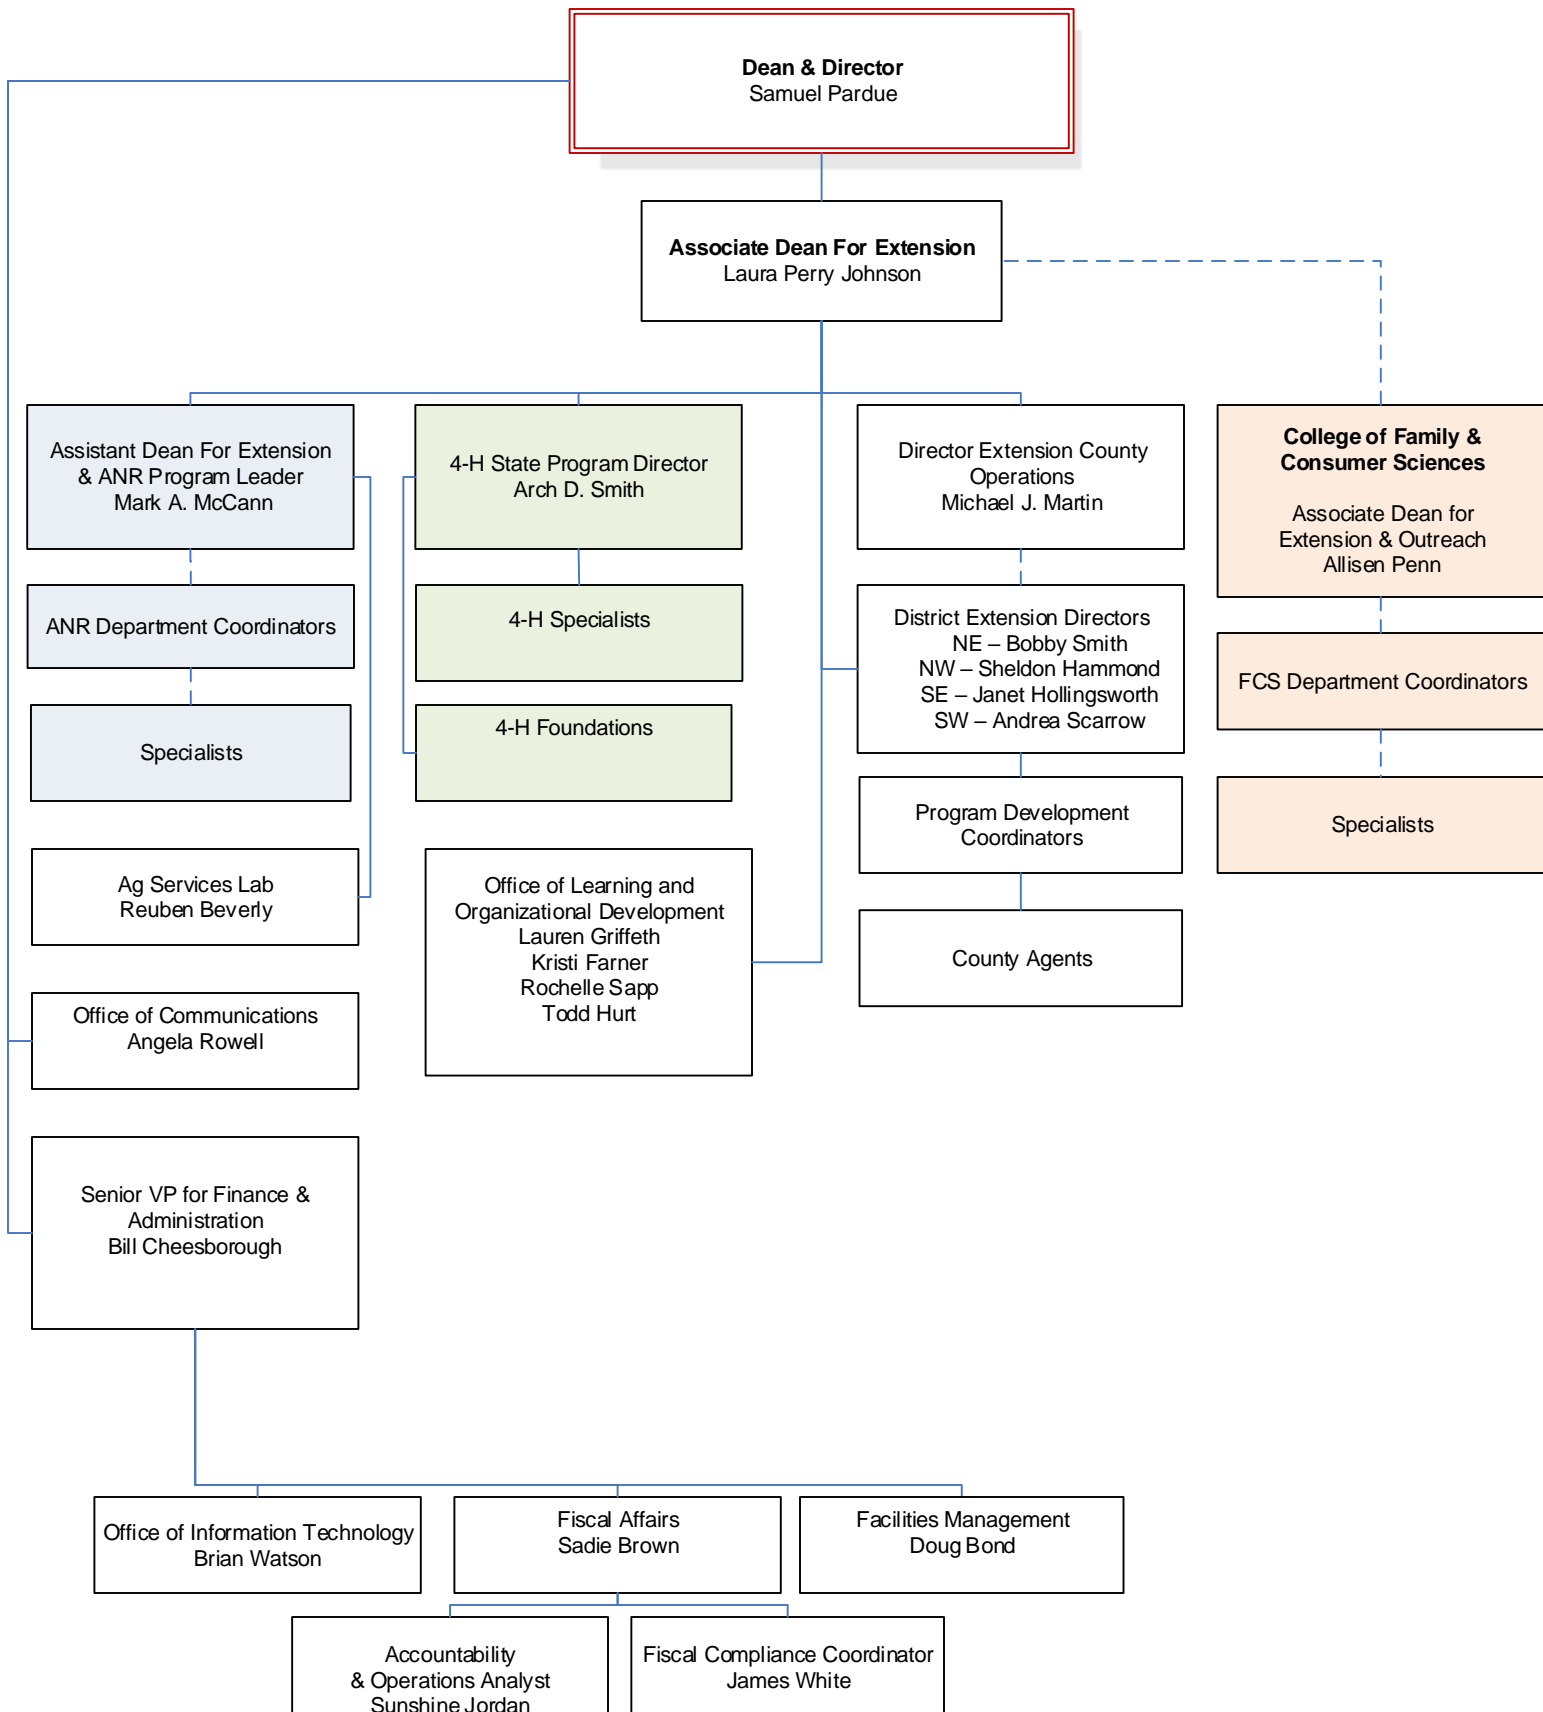 Dean & Director
Samuel Pardue
Associate Dean For Extension
Laura Perry Johnson
Assistant Dean For Extension
& ANR Program Leader
Mark A. McCann
4-H State Program Director
Arch D. Smith
Director Extension County
Operations
Michael J. Martin
College of Family &
Consumer Sciences
Associate Dean for
Extension & Outreach
Allisen Penn
ANR Department Coordinators
4-H Specialists
District Extension Directors
NE – Bobby Smith
NW – Sheldon Hammond
SE – Janet Hollingsworth
SW – Andrea Scarrow
FCS Department Coordinators
Specialists
4-H Foundations
Program Development
Coordinators
Specialists
Ag Services Lab
Reuben Beverly
Office of Learning and
Organizational Development
Lauren Griffeth
Kristi Farner
Rochelle Sapp
Todd Hurt
County Agents
Office of Communications
Angela Rowell
Senior VP for Finance &
Administration
Bill Cheesborough
Office of Information Technology
Brian Watson
Fiscal Affairs
Sadie Brown
Facilities Management
Doug Bond
Accountability
& Operations Analyst
Sunshine Jordan
Fiscal Compliance Coordinator
James White